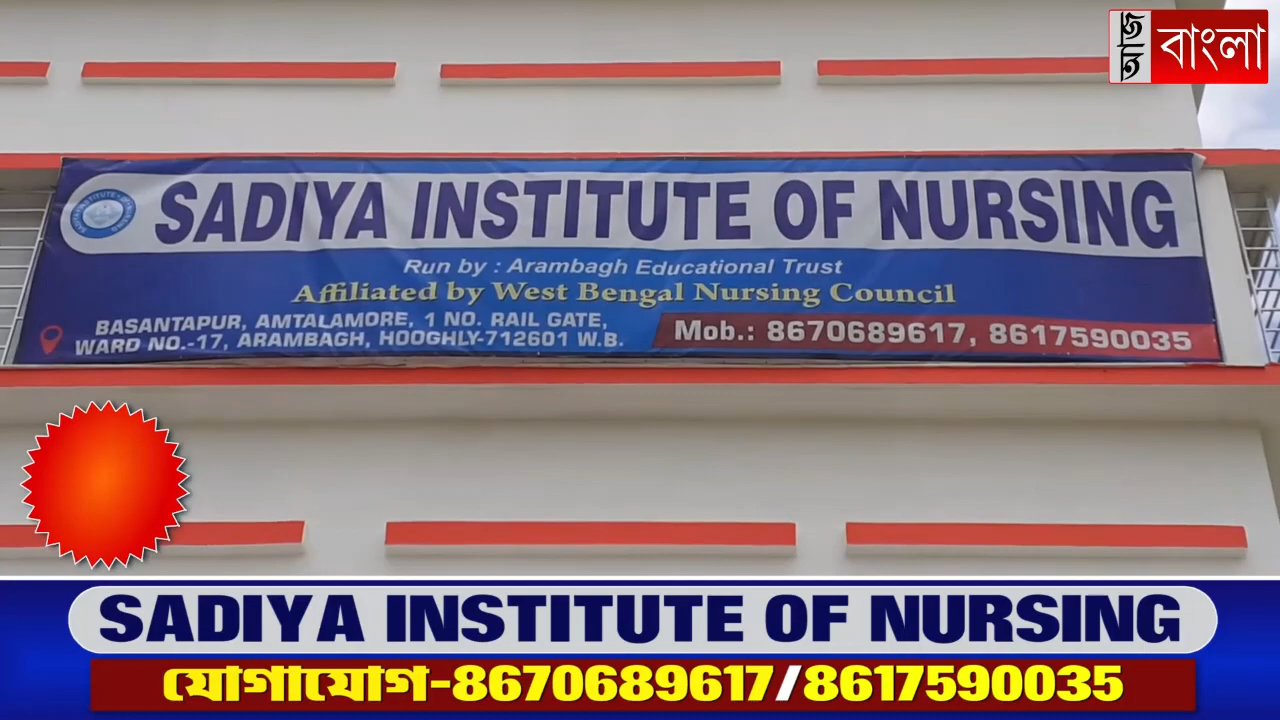 আজ বাংলা
SADIYA INSTITUTE OF NURSING
Run by : Arambagh Educational Trust
Affiliated by West Bengal Nursing Council
BASANTAPUR, AMTALAMORE, 1 NO. RAIL GATE,
WARD NO.-17, ARAMBAGH, HOOGHLY-712601 W.B.
Mob.: 8670689617, 8617590035
SADIYA INSTITUTE OF NURSING
যোগাযোগ-8670689617/8617590035